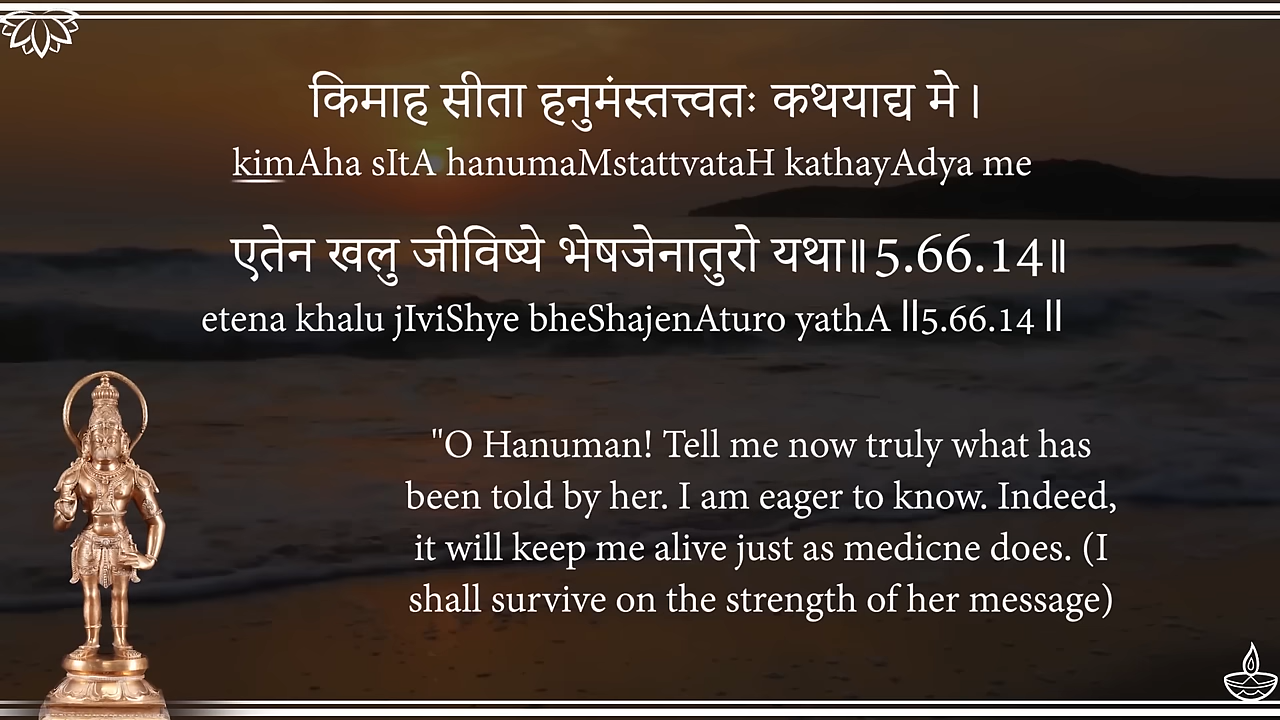 किमाह सीता हनुमंस्तत्त्वतः कथयाद्य मे ।
kimAha sItA hanumaMstattvataH kathayAdya me
एतेन खलु जीविष्ये भेषजेनातुरो यथा॥5.66.14॥
etena khalu jIviShye bheShajenAturo yathA ||5.66.14 ||
"O Hanuman! Tell me now truly what has
been told by her. I am eager to know. Indeed,
it will keep me alive just as medicne does. (I
shall survive on the strength of her message)